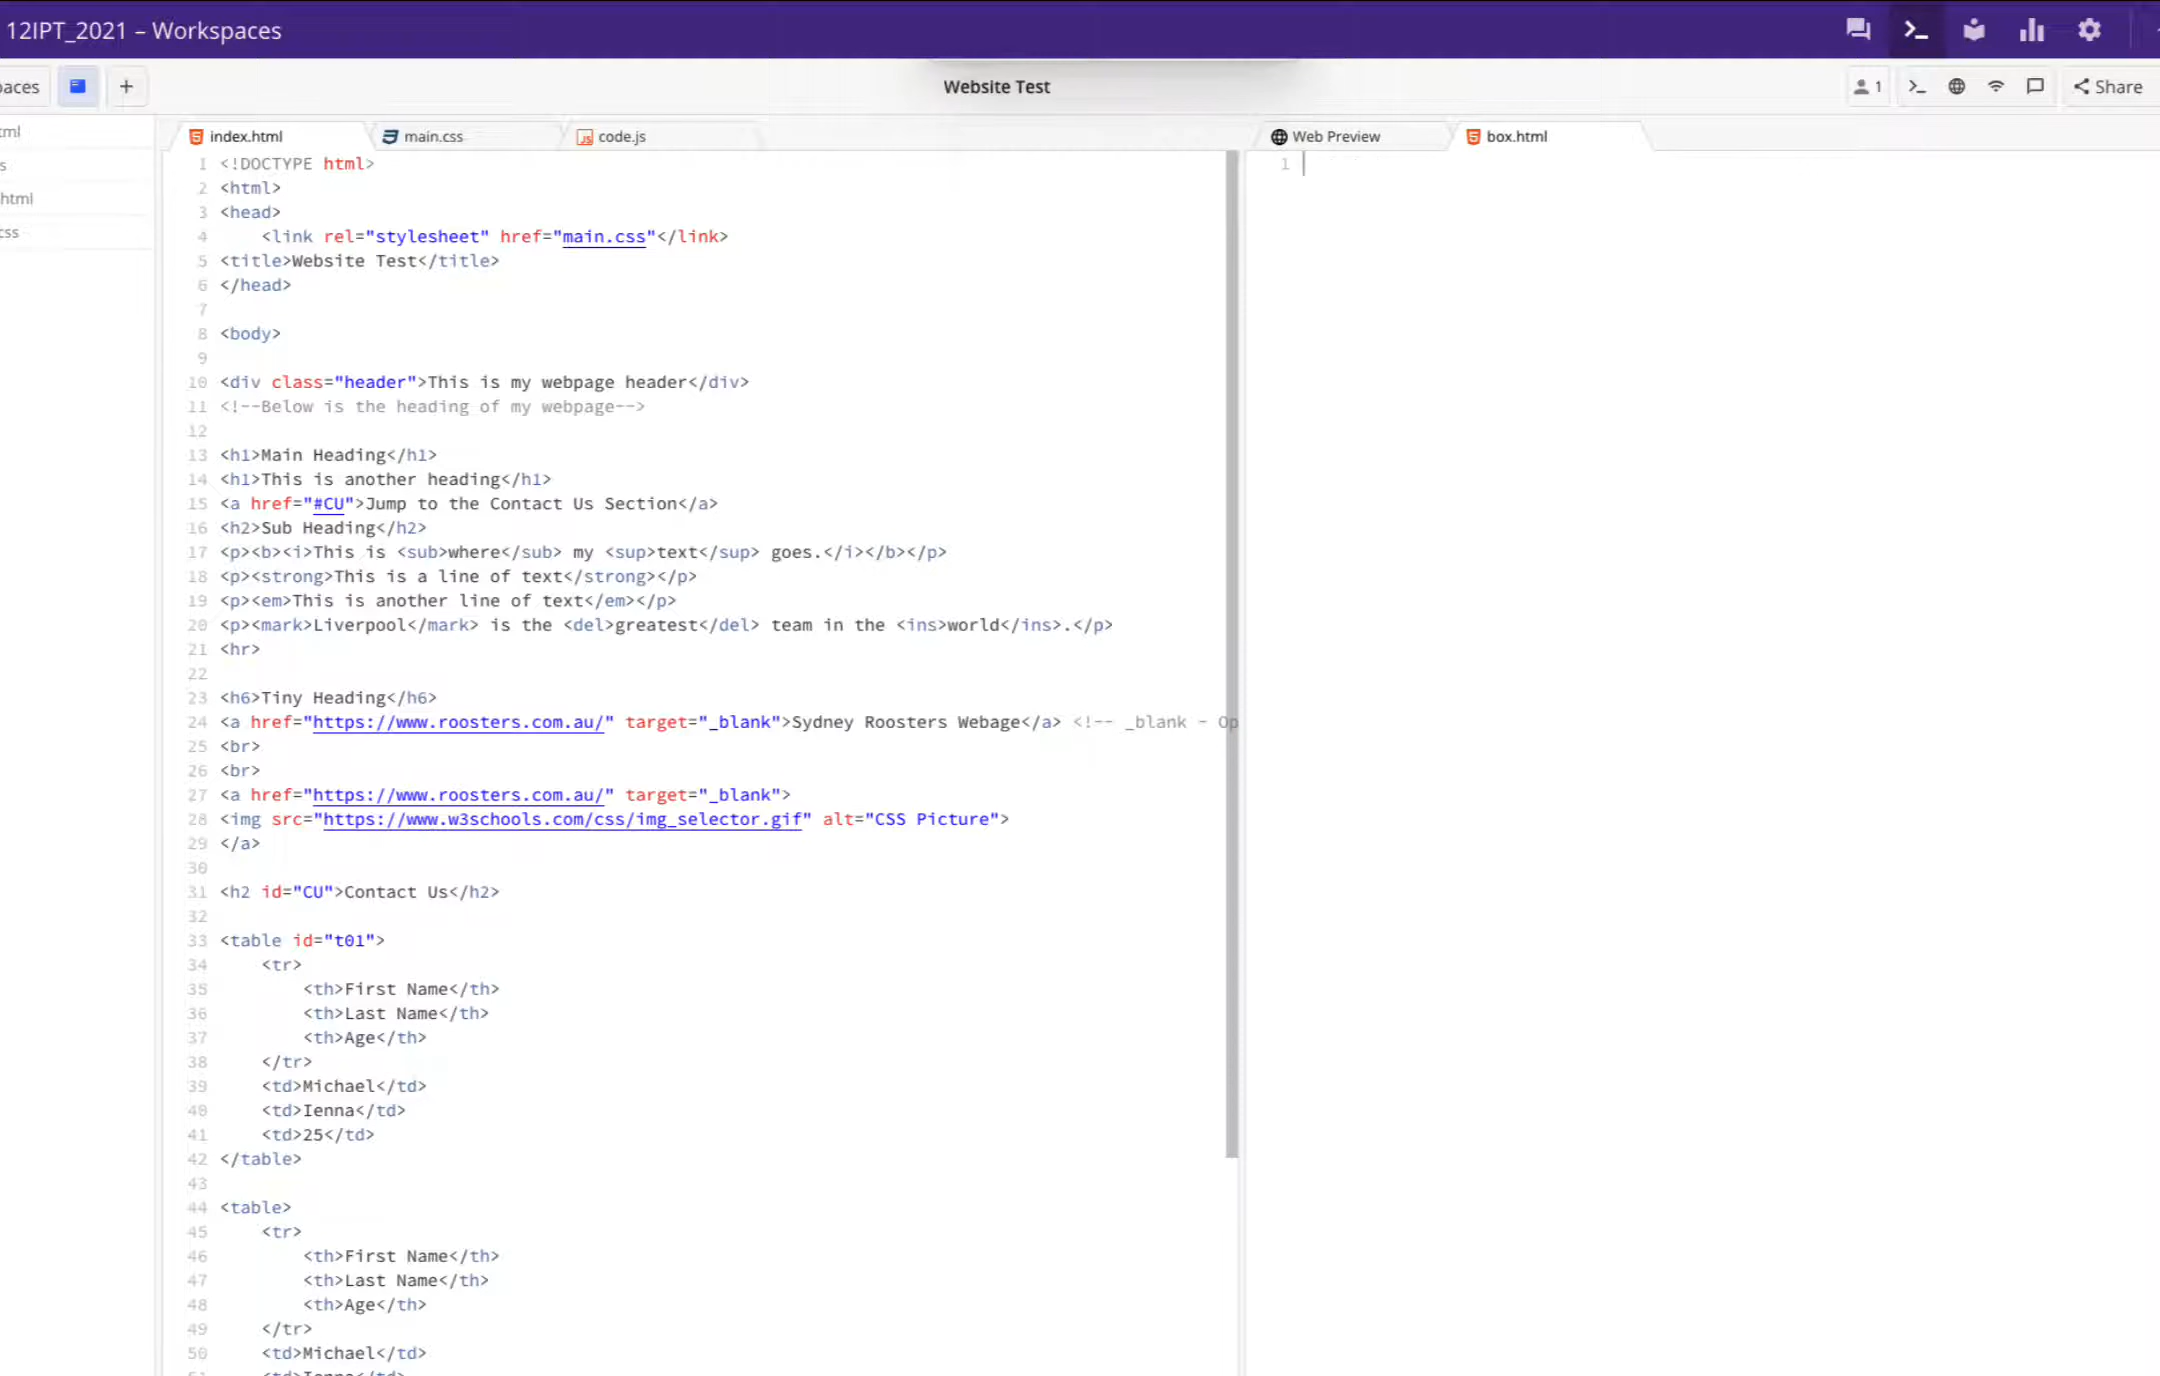 12IPT_2021 – Workspaces
Website Test
1
Share
index.html
main.css
code.js
Web Preview
box.html
1
1 <!DOCTYPE html>
2 <html>
3 <head>
4     <link rel="stylesheet" href="main.css"</link>
5 <title>Website Test</title>
6 </head>
7
8 <body>
9
10 <div class="header">This is my webpage header</div>
11 <!--Below is the heading of my webpage-->
12
13 <h1>Main Heading</h1>
14 <h1>This is another heading</h1>
15 <a href="#CU">Jump to the Contact Us Section</a>
16 <h2>Sub Heading</h2>
17 <p><b><i>This is <sub>where</sub> my <sup>text</sup> goes.</i></b></p>
18 <p><strong>This is a line of text</strong></p>
19 <p><em>This is another line of text</em></p>
20 <p><mark>Liverpool</mark> is the <del>greatest</del> team in the <ins>world</ins>.</p>
21 <hr>
22
23 <h6>Tiny Heading</h6>
24 <a href="https://www.roosters.com.au/" target="_blank">Sydney Roosters Webage</a> <!-- _blank - Op
25 <br>
26 <br>
27 <a href="https://www.roosters.com.au/" target="_blank">
28 <img src="https://www.w3schools.com/css/img_selector.gif" alt="CSS Picture">
29 </a>
30
31 <h2 id="CU">Contact Us</h2>
32
33 <table id="t01">
34     <tr>
35         <th>First Name</th>
36         <th>Last Name</th>
37         <th>Age</th>
38     </tr>
39     <td>Michael</td>
40     <td>Ienna</td>
41     <td>25</td>
42 </table>
43
44 <table>
45     <tr>
46         <th>First Name</th>
47         <th>Last Name</th>
48         <th>Age</th>
49     </tr>
50     <td>Michael</td>